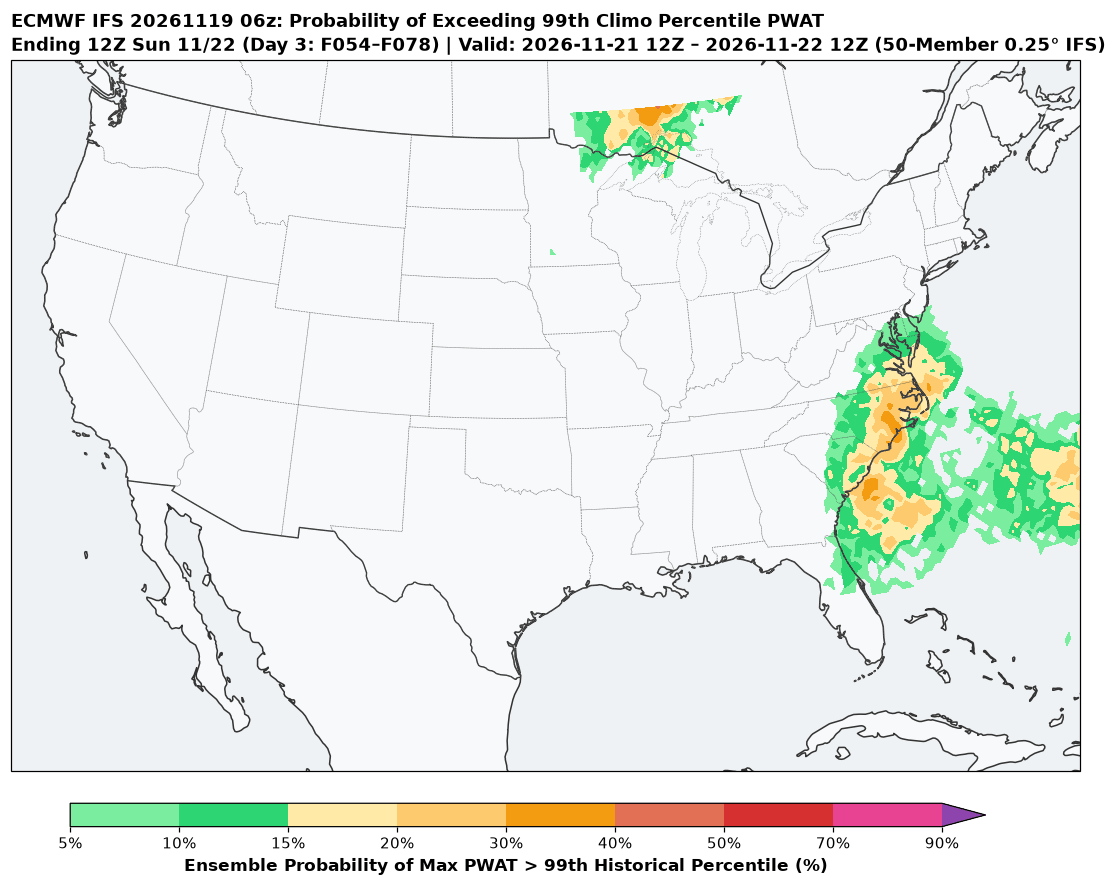 ECMWF IFS 20261119 06z: Probability of Exceeding 99th Climo Percentile PWAT
Ending 12Z Sun 11/22 (Day 3: F054–F078) | Valid: 2026-11-21 12Z – 2026-11-22 12Z (50-Member 0.25° IFS)
5% 10% 15% 20% 30% 40% 50% 70% 90%
Ensemble Probability of Max PWAT > 99th Historical Percentile (%)